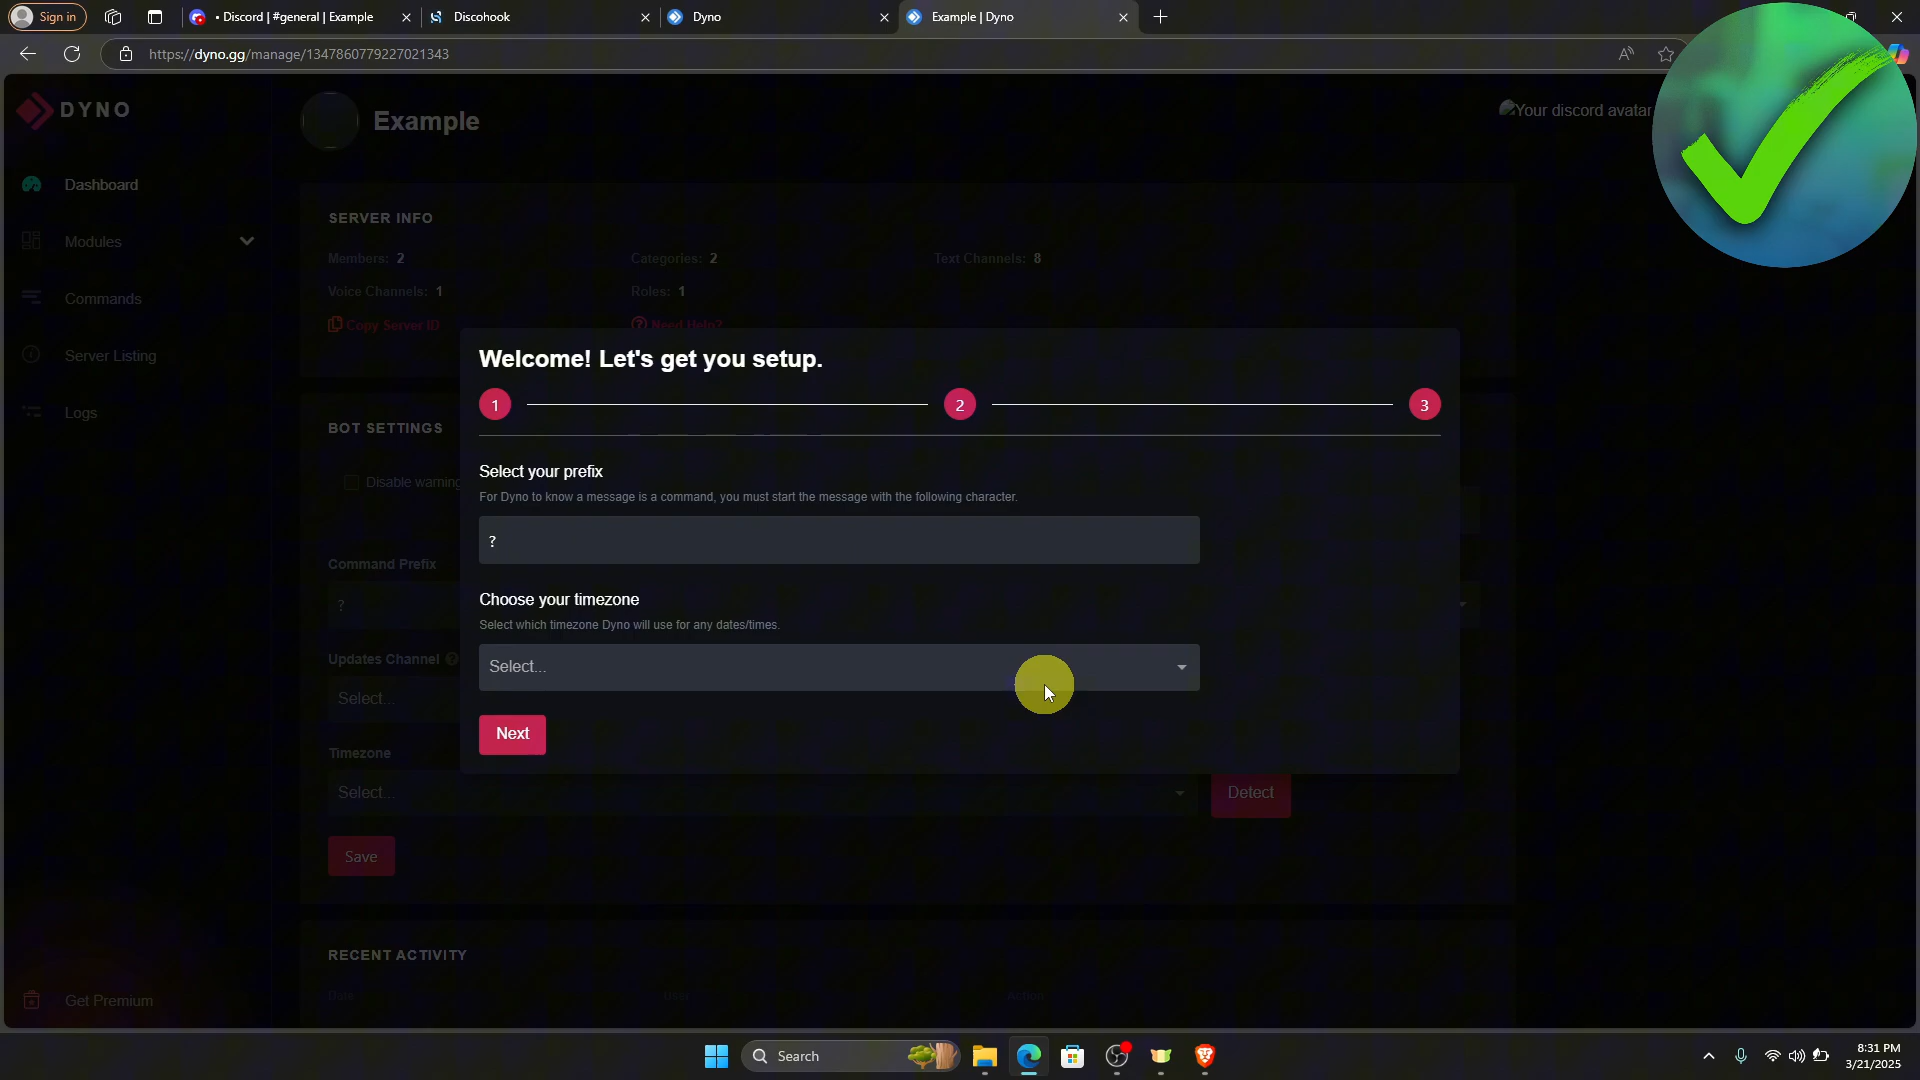 Sign in
• Discord | #general | Example
Discohook
Dyno
Example | Dyno
https://dyno.gg/manage/1347860779227021343
DYNO
Example
Your discord avatar
Dashboard
Modules
Commands
Server Listing
Logs
Get Premium
SERVER INFO
Members: 2
Categories: 2
Text Channels: 8
Voice Channels: 1
Roles: 1
Copy Server ID
Need Help?
Welcome! Let's get you setup.
1
2
3
Select your prefix
For Dyno to know a message is a command, you must start the message with the following character.
?
Choose your timezone
Select which timezone Dyno will use for any dates/times.
Select...
Next
BOT SETTINGS
Disable warning
Command Prefix
?
Updates Channel
Select...
Timezone
Select...
Detect
Save
RECENT ACTIVITY
Date
User
Action
Search
8:31 PM
3/21/2025